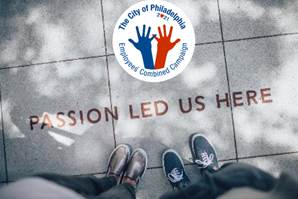 The City of Philadelphia
2021
Employees' Combined Campaign
PASSION LED US HERE